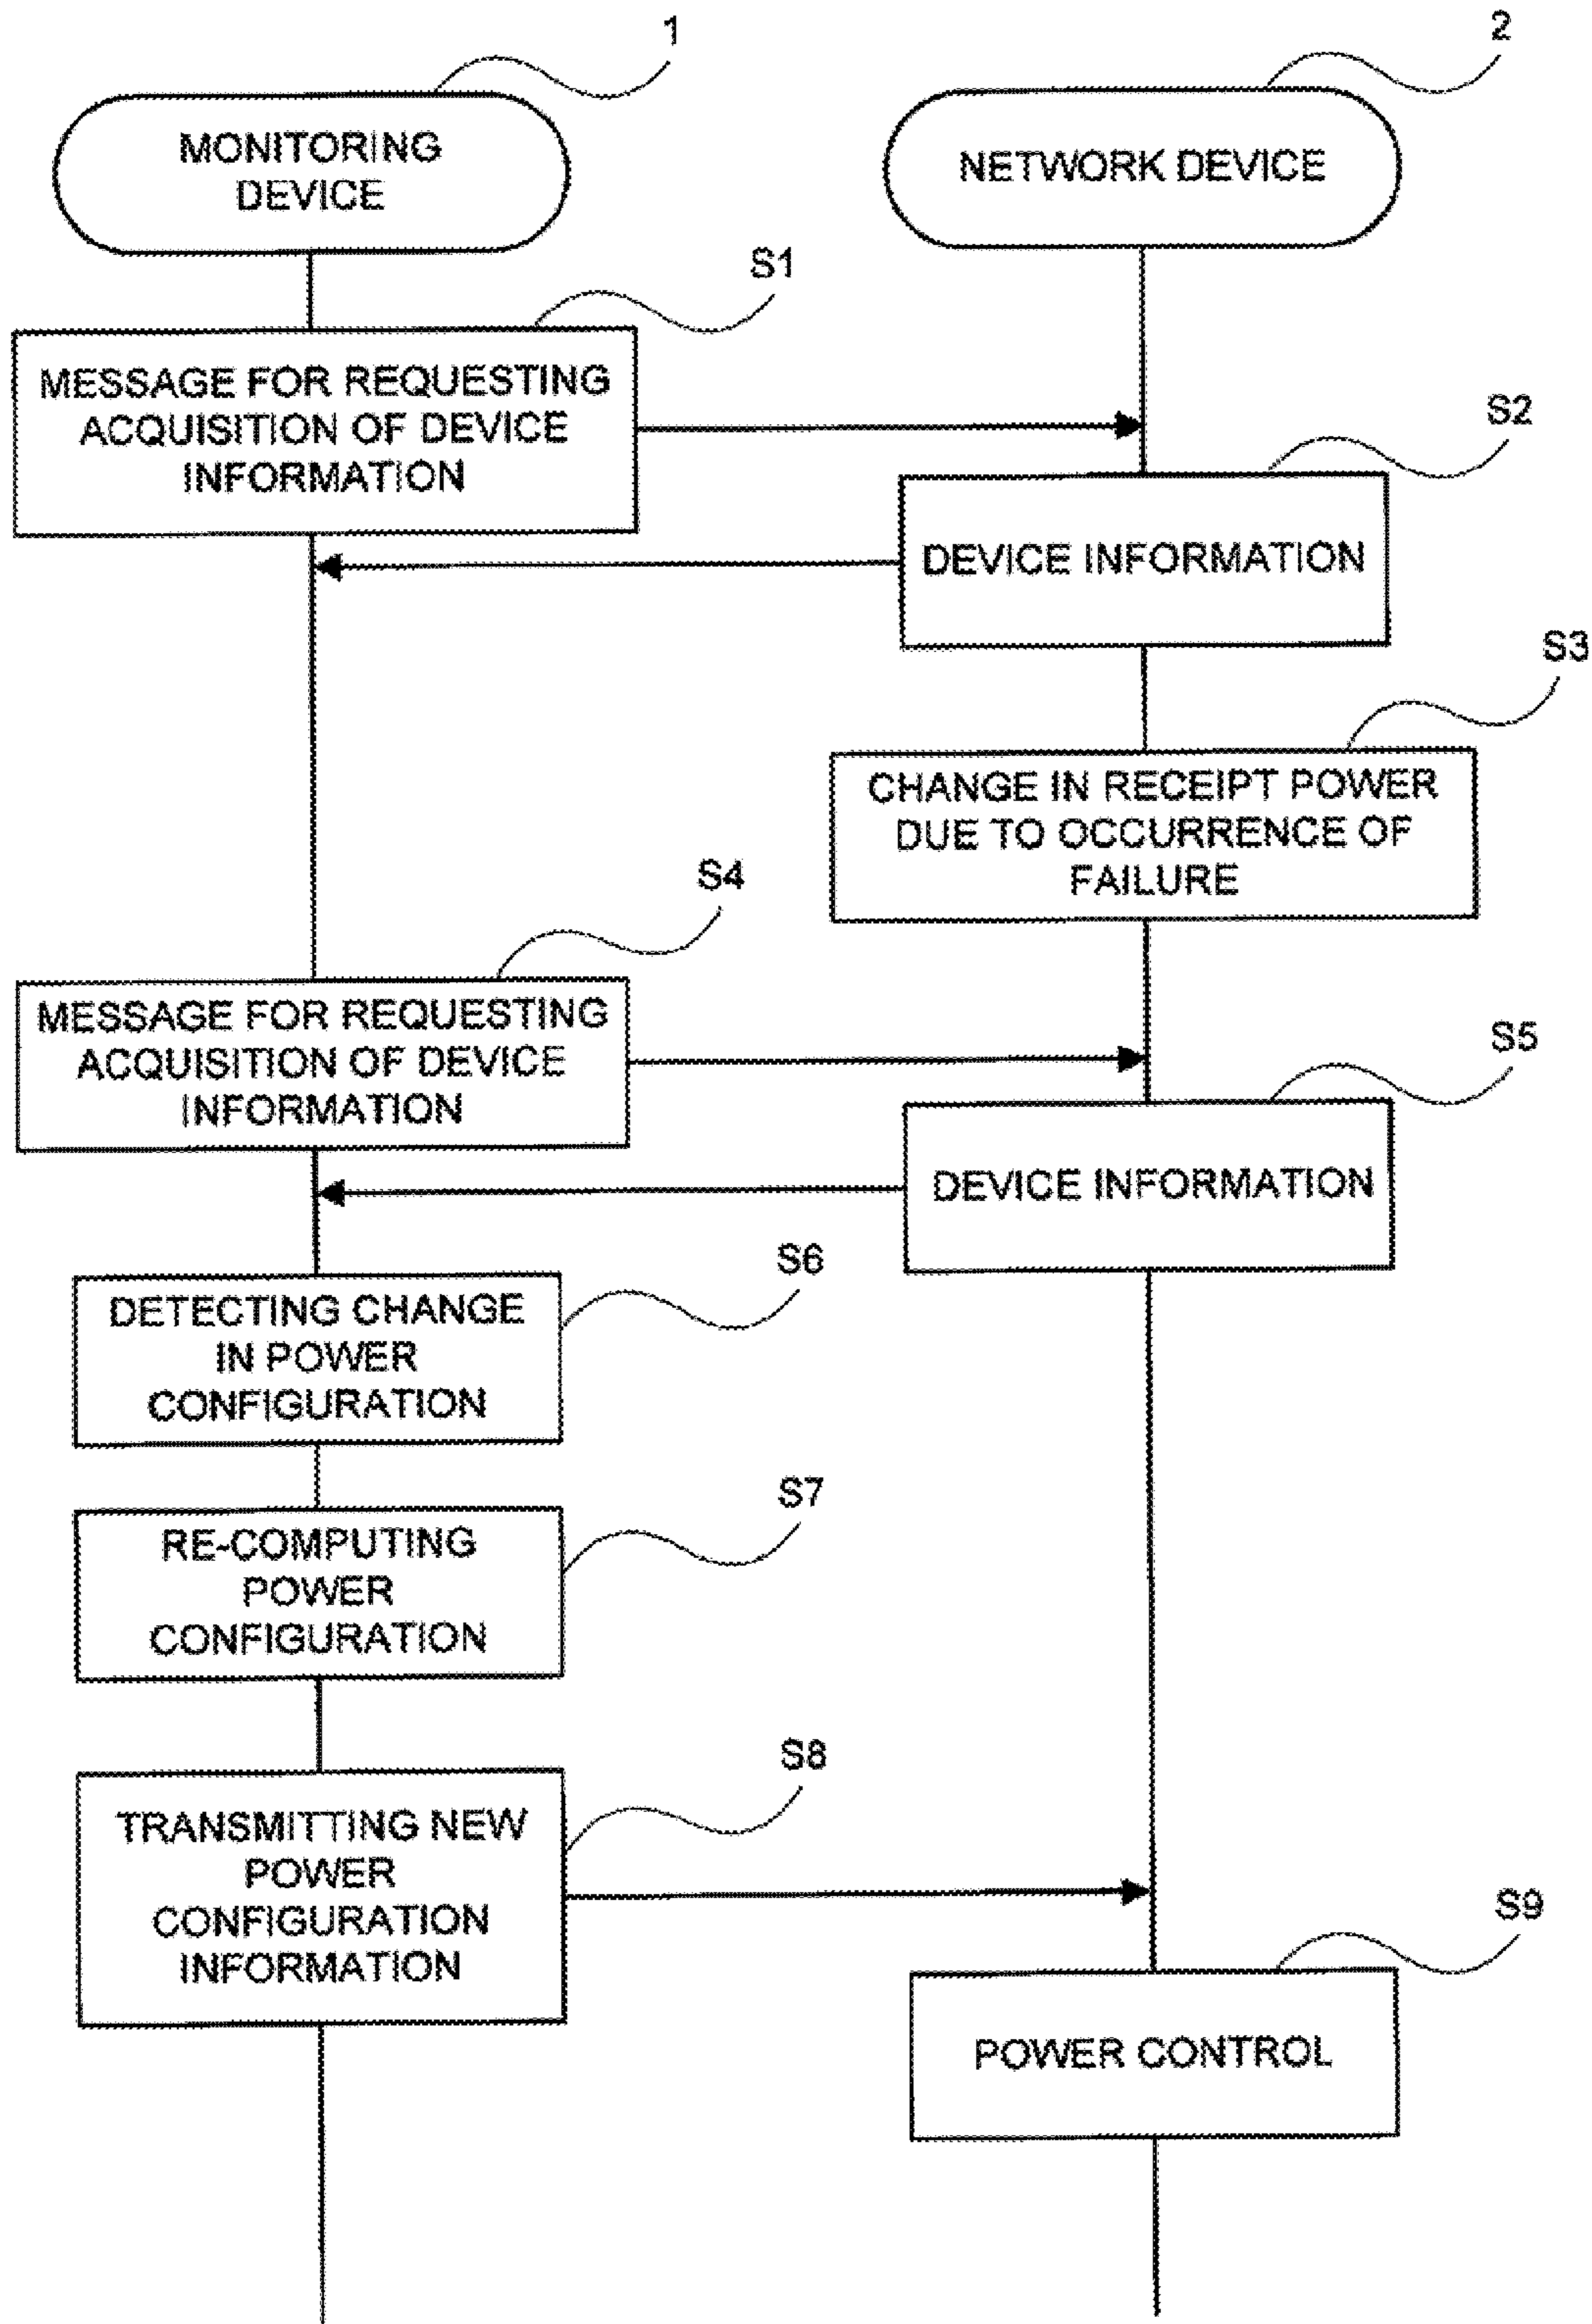 1
2
MONITORING
DEVICE
NETWORK DEVICE
S1
MESSAGE FOR REQUESTING
ACQUISITION OF DEVICE
INFORMATION
S2
DEVICE INFORMATION
S3
CHANGE IN RECEIPT POWER
DUE TO OCCURRENCE OF
FAILURE
S4
MESSAGE FOR REQUESTING
ACQUISITION OF DEVICE
INFORMATION
S5
DEVICE INFORMATION
S6
DETECTING CHANGE
IN POWER
CONFIGURATION
S7
RE-COMPUTING
POWER
CONFIGURATION
S8
TRANSMITTING NEW
POWER
CONFIGURATION
INFORMATION
S9
POWER CONTROL